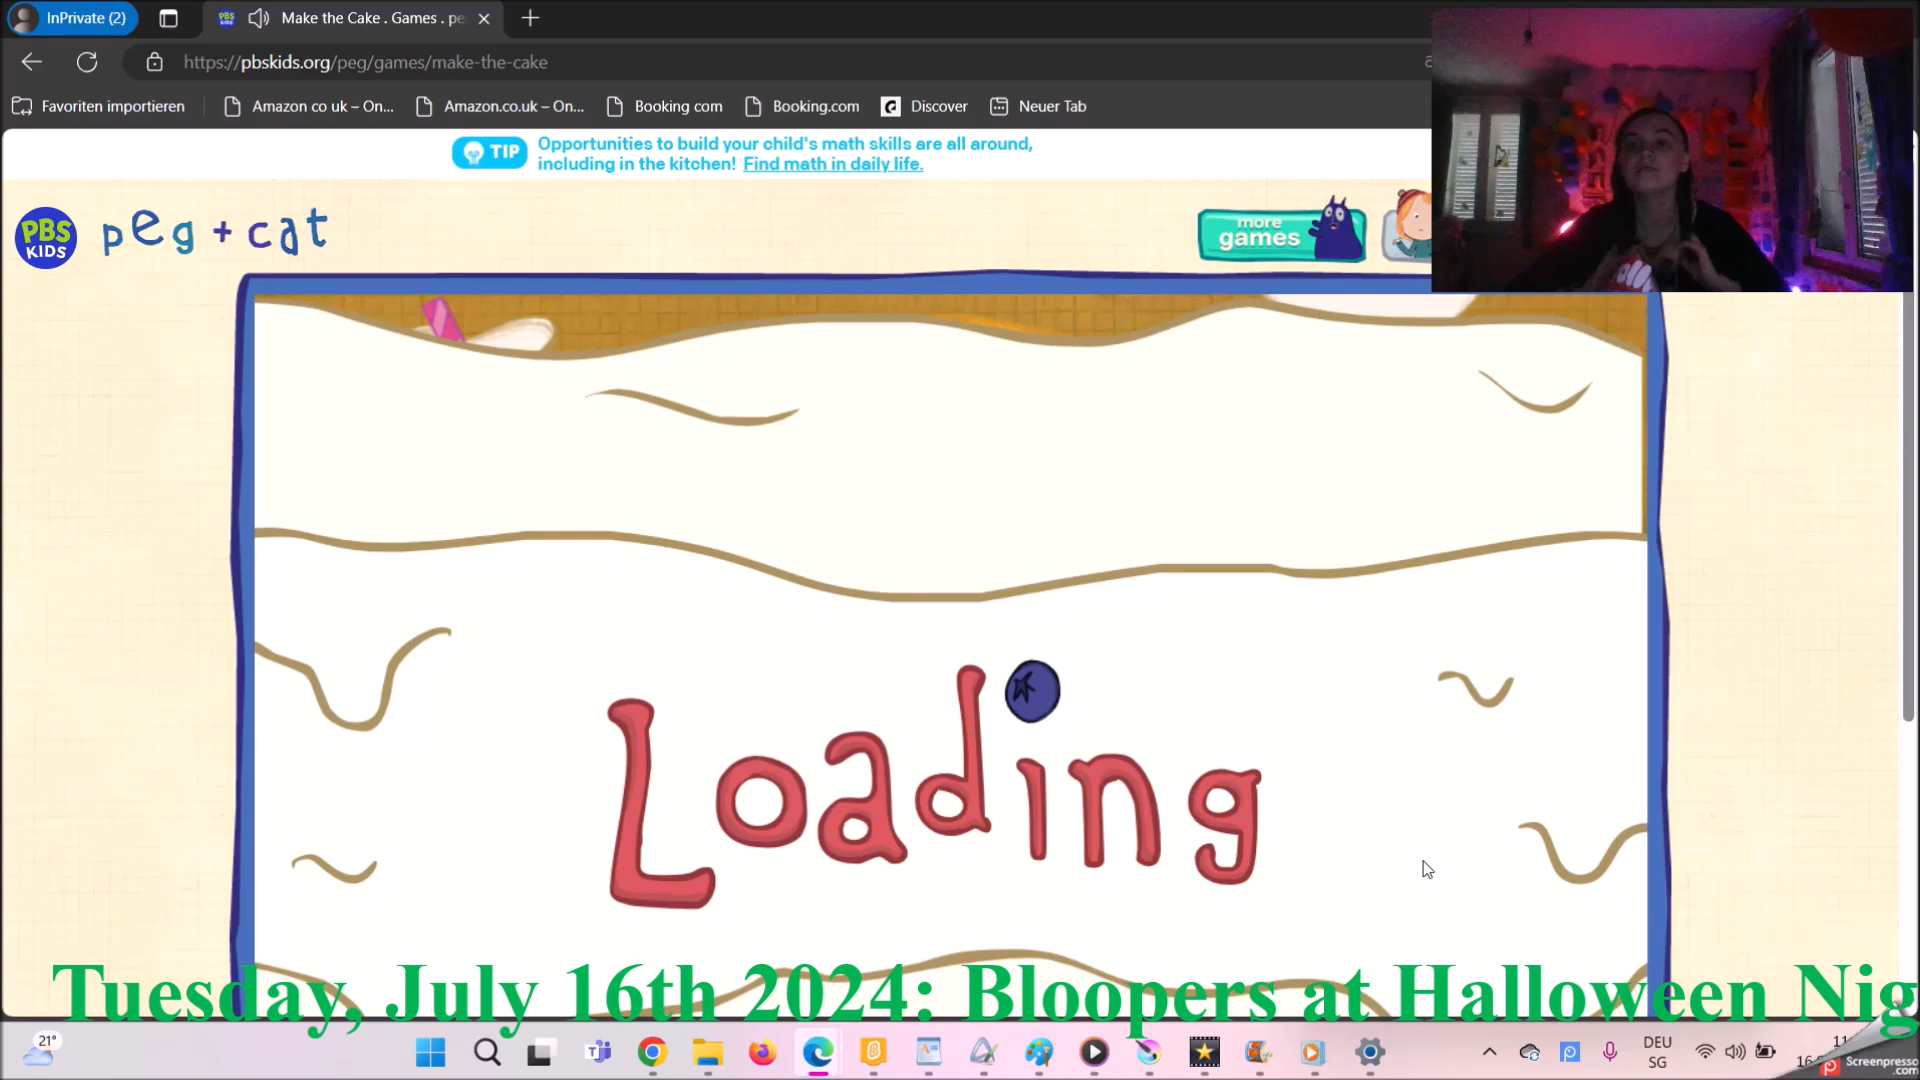 InPrivate (2)
Make the Cake . Games . pe
https://pbskids.org/peg/games/make-the-cake
Favoriten importieren
Amazon co uk – On...
Amazon.co.uk – On...
Booking com
Booking.com
Discover
Neuer Tab
TIP
Opportunities to build your child's math skills are all around,
including in the kitchen! Find math in daily life.
PBS
KIDS
peg + cat
more
games
Loading
Tuesday, July 16th 2024: Bloopers at Halloween Nig
21°
DEU
SG
Screenpresso
.com